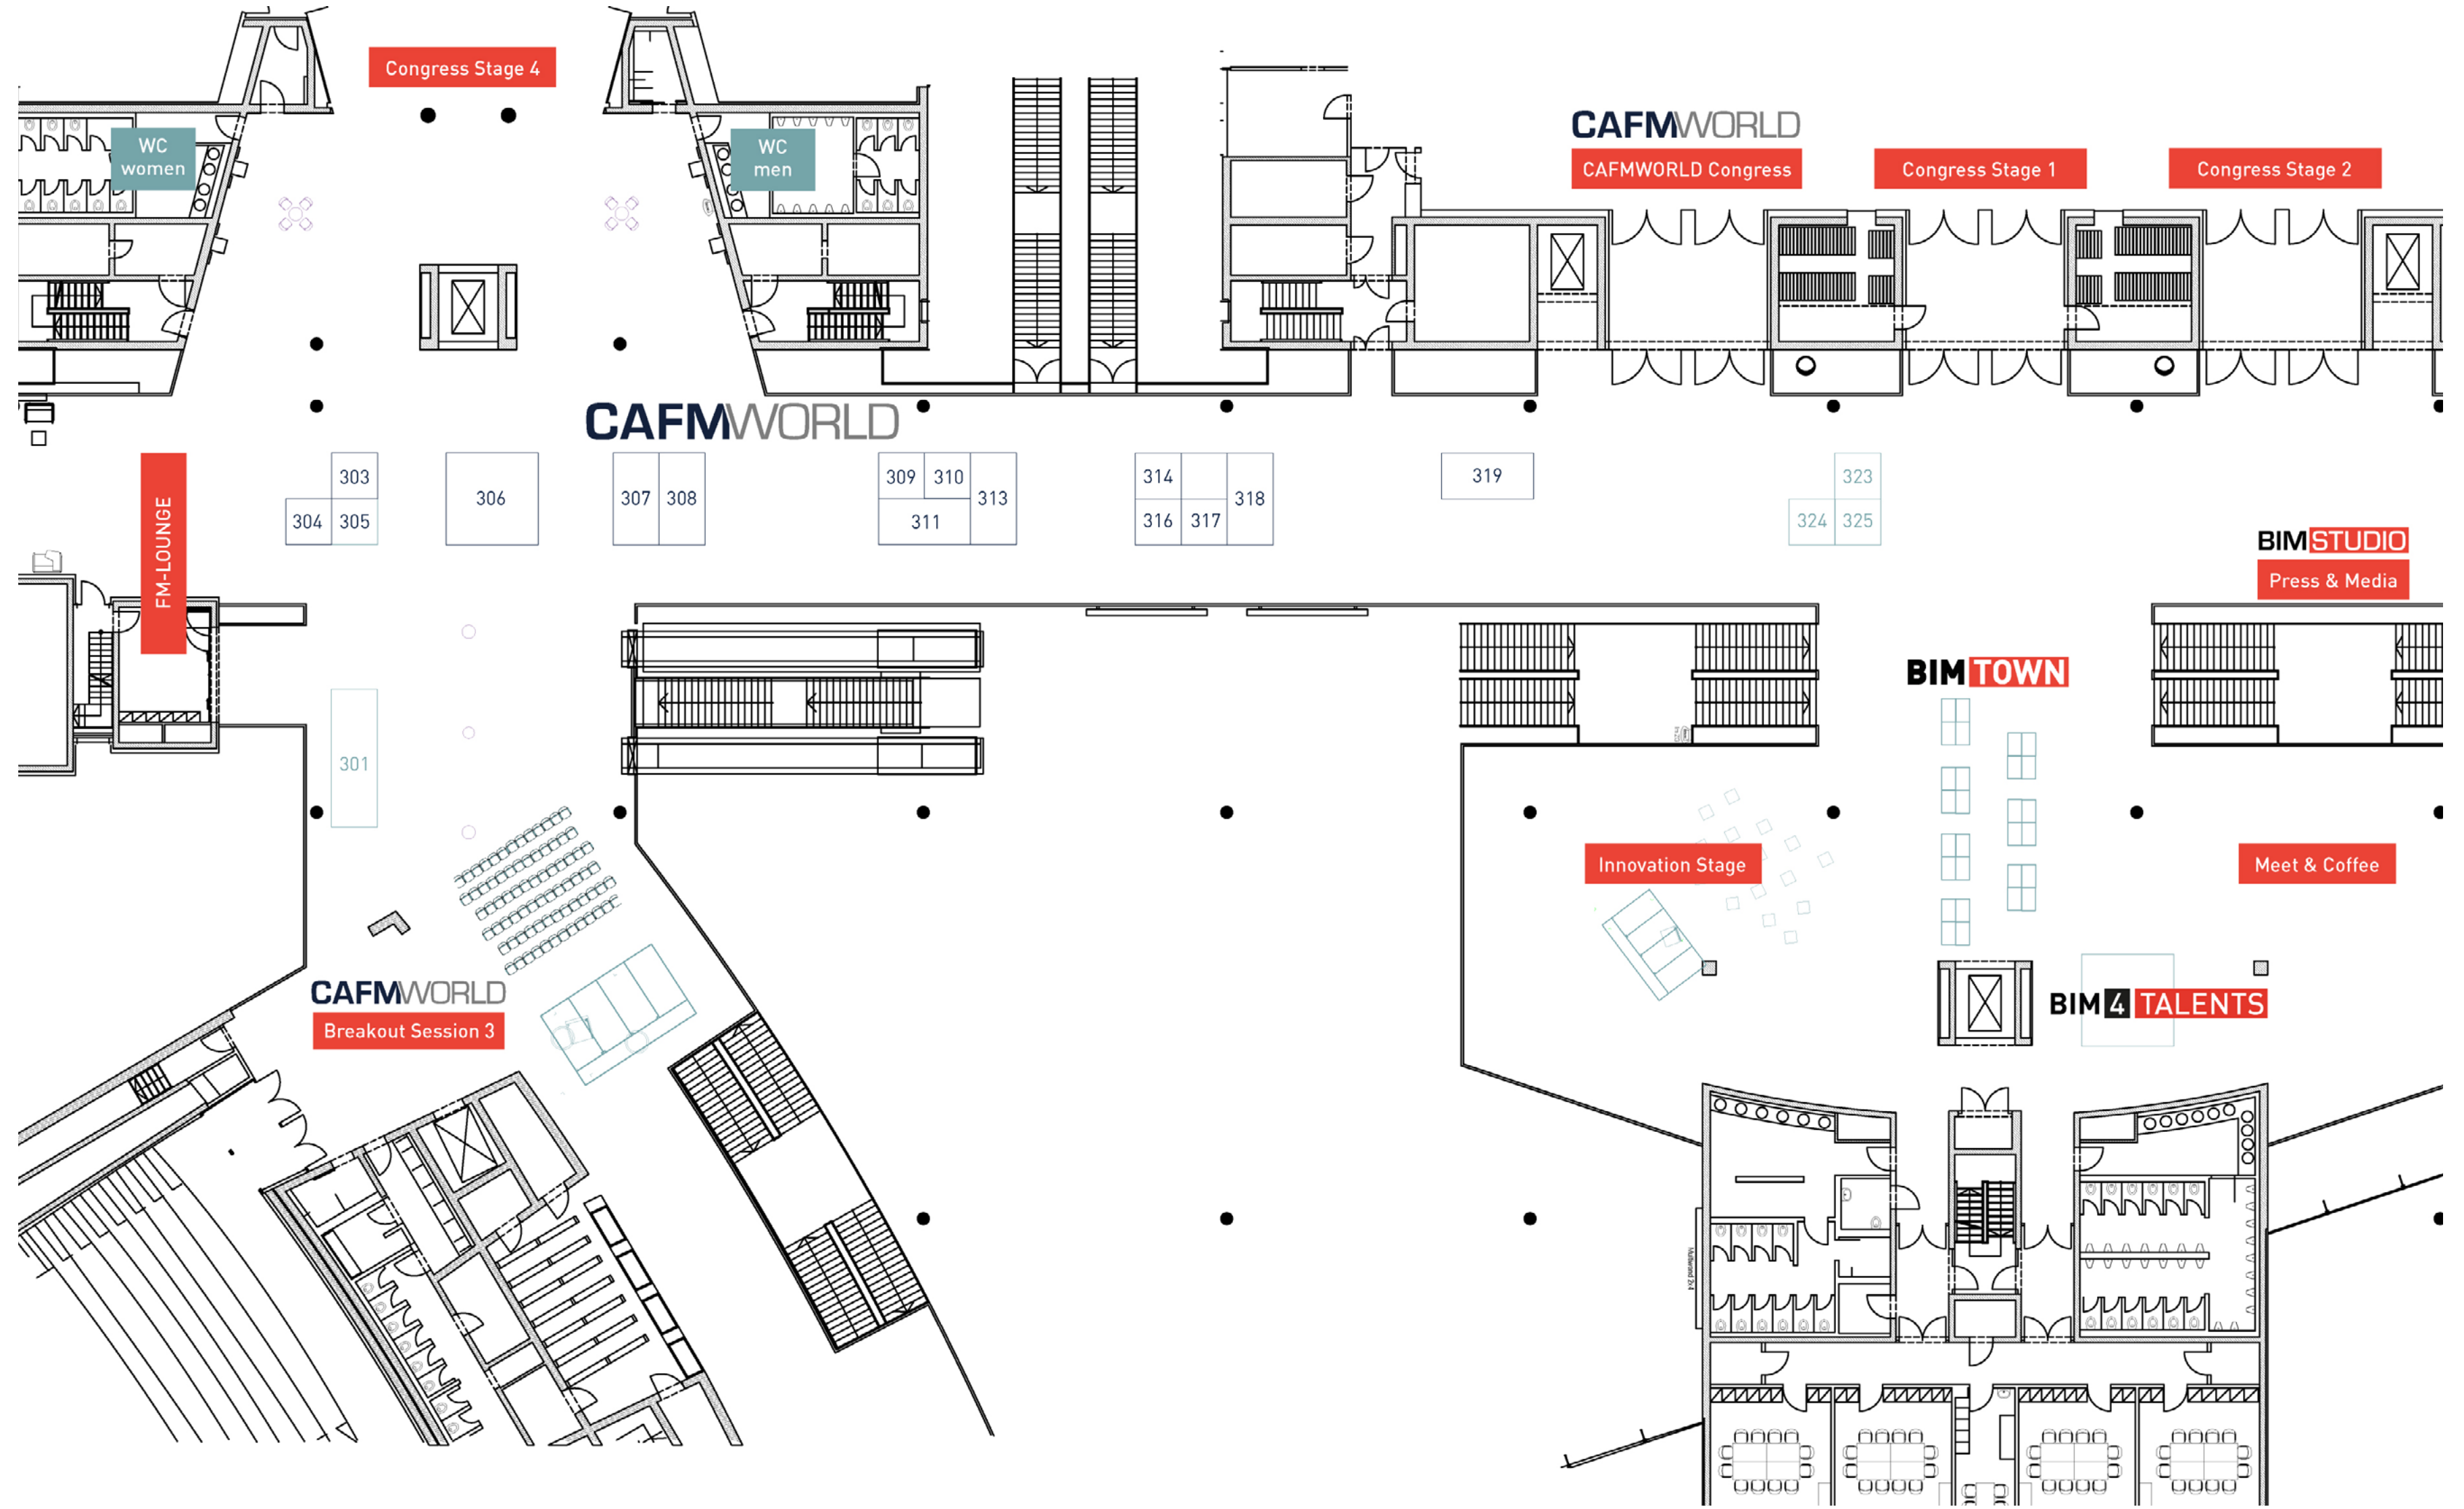 Congress Stage 4
WC
women
WC
men
CAFMWORLD
CAFMWORLD Congress
Congress Stage 1
Congress Stage 2
CAFMWORLD
FM-LOUNGE
303
304
305
306
307
308
309
310
311
313
314
316
317
318
319
323
324
325
BIMSTUDIO
Press & Media
BIMTOWN
301
Innovation Stage
Meet & Coffee
CAFMWORLD
Breakout Session 3
BIM4TALENTS